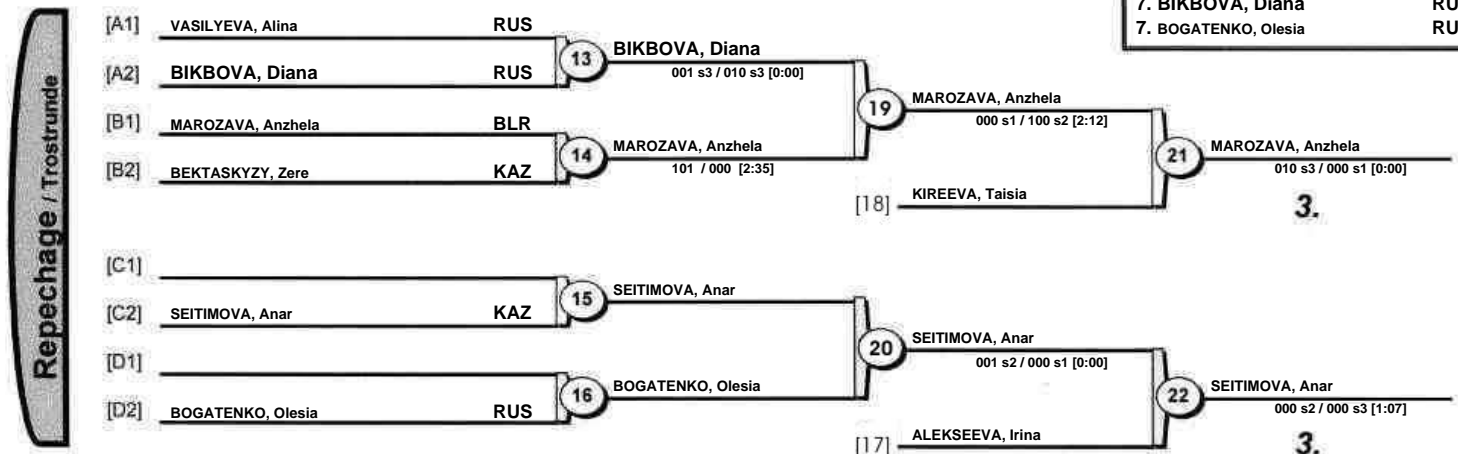 7. BIKBOVA, Diana RU
7. BOGATENKO, Olesia RU
Repechage / Trostrunde
[A1] VASILYEVA, Alina RUS
[A2] BIKBOVA, Diana RUS
13 BIKBOVA, Diana
001 s3 / 010 s3 [0:00]
[B1] MAROZAVA, Anzhela BLR
[B2] BEKTASKYZY, Zere KAZ
14 MAROZAVA, Anzhela
101 / 000 [2:35]
19 MAROZAVA, Anzhela
000 s1 / 100 s2 [2:12]
[18] KIREEVA, Taisia
21 MAROZAVA, Anzhela
010 s3 / 000 s1 [0:00]
3.
[C1]
[C2] SEITIMOVA, Anar KAZ
15 SEITIMOVA, Anar
[D1]
[D2] BOGATENKO, Olesia RUS
16 BOGATENKO, Olesia
20 SEITIMOVA, Anar
001 s2 / 000 s1 [0:00]
[17] ALEKSEEVA, Irina
22 SEITIMOVA, Anar
000 s2 / 000 s3 [1:07]
3.